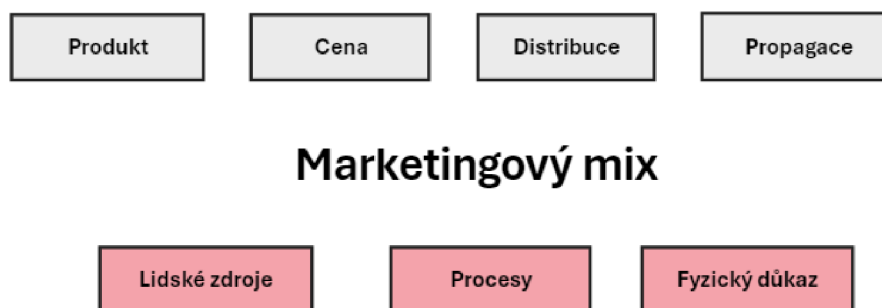 Produkt Cena Distribuce Propagace
Marketingový mix
Lidské zdroje Procesy Fyzický důkaz